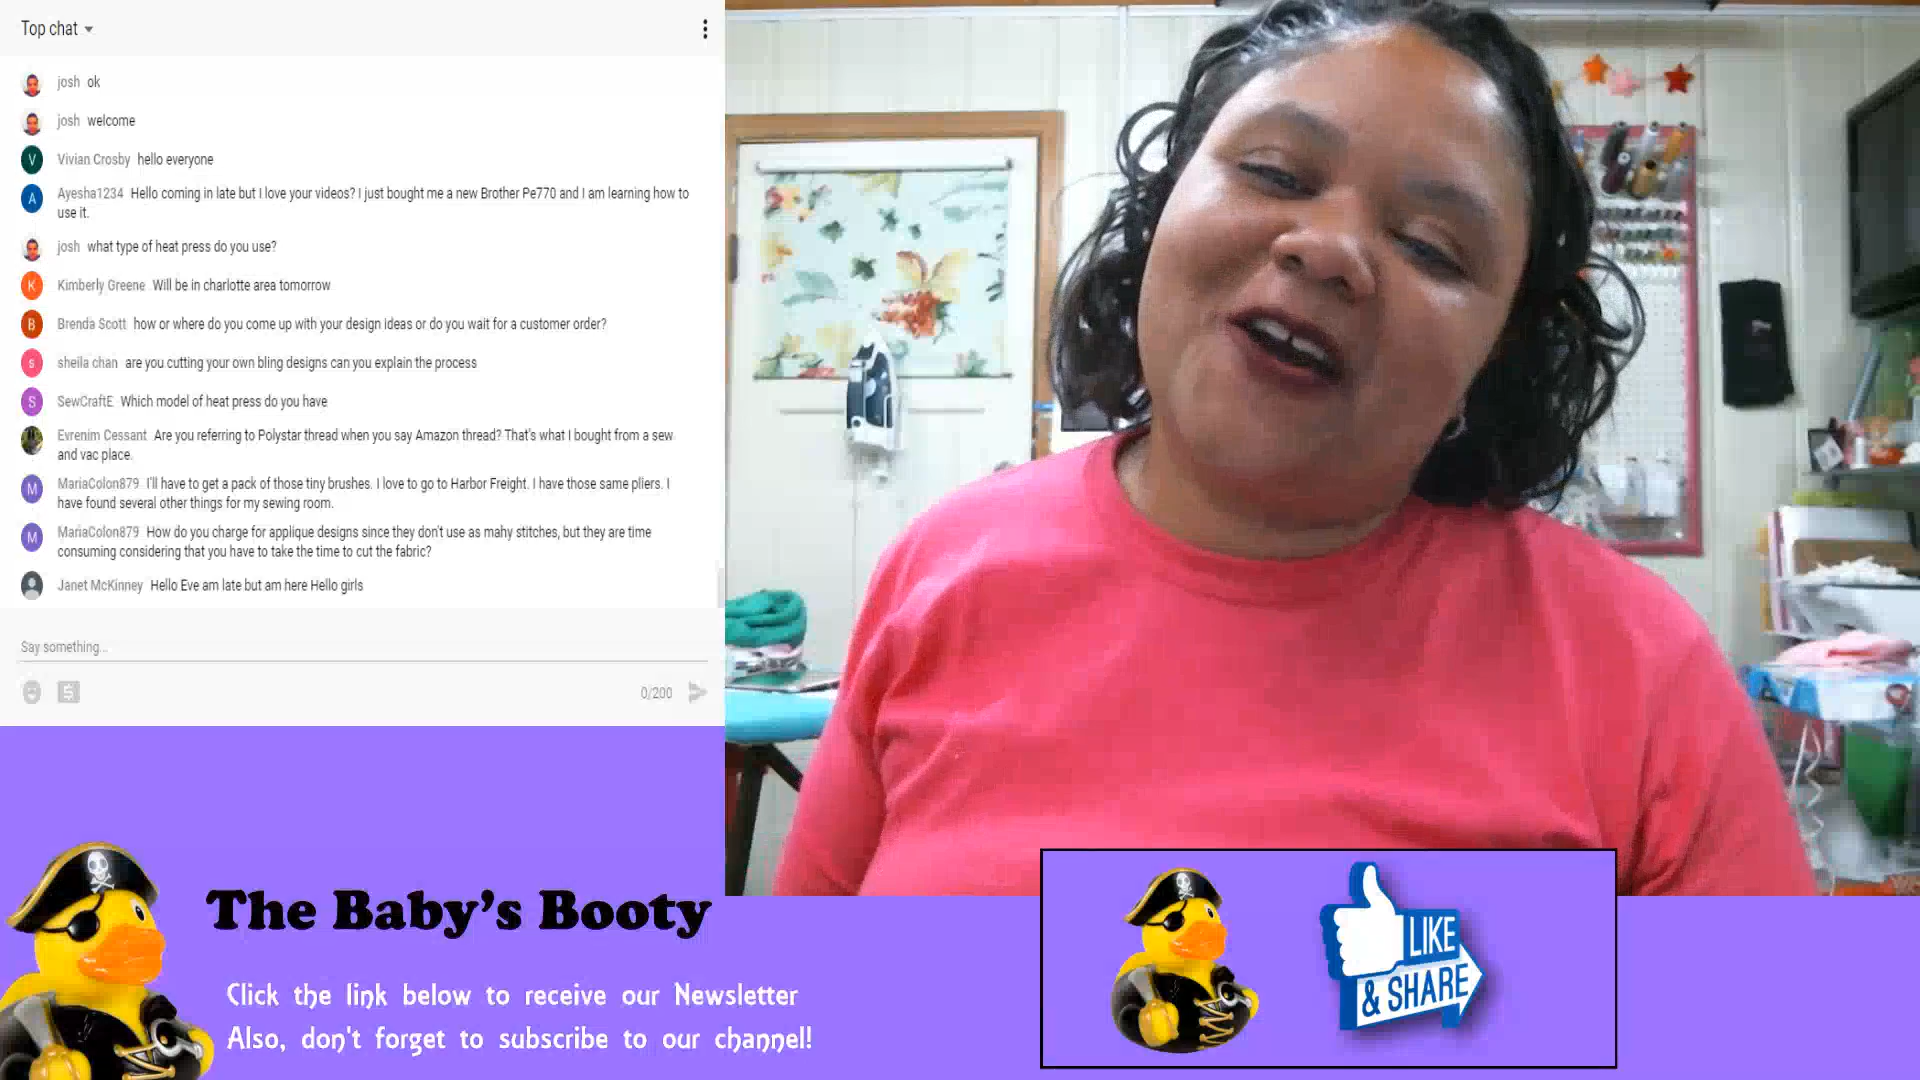 Top chat
josh ok
josh welcome
V Vivian Crosby hello everyone
A Ayesha1234 Hello coming in late but I love your videos? I just bought me a new Brother Pe770 and I am learning how to
use it.
josh what type of heat press do you use?
K Kimberly Greene Will be in charlotte area tomorrow
B Brenda Scott how or where do you come up with your design ideas or do you wait for a customer order?
s sheila chan are you cutting your own bling designs can you explain the process
S SewCraftE Which model of heat press do you have
Evrenim Cessant Are you referring to Polystar thread when you say Amazon thread? That's what I bought from a sew
and vac place.
M MariaColon879 I'll have to get a pack of those tiny brushes. I love to go to Harbor Freight. I have those same pliers. I
have found several other things for my sewing room.
M MariaColon879 How do you charge for applique designs since they don't use as mahy stitches, but they are time
consuming considering that you have to take the time to cut the fabric?
Janet McKinney Hello Eve am late but am here Hello girls
Say something...
0/200
The Baby's Booty
Click the link below to receive our Newsletter
Also, don't forget to subscribe to our channel!
LIKE
& SHARE